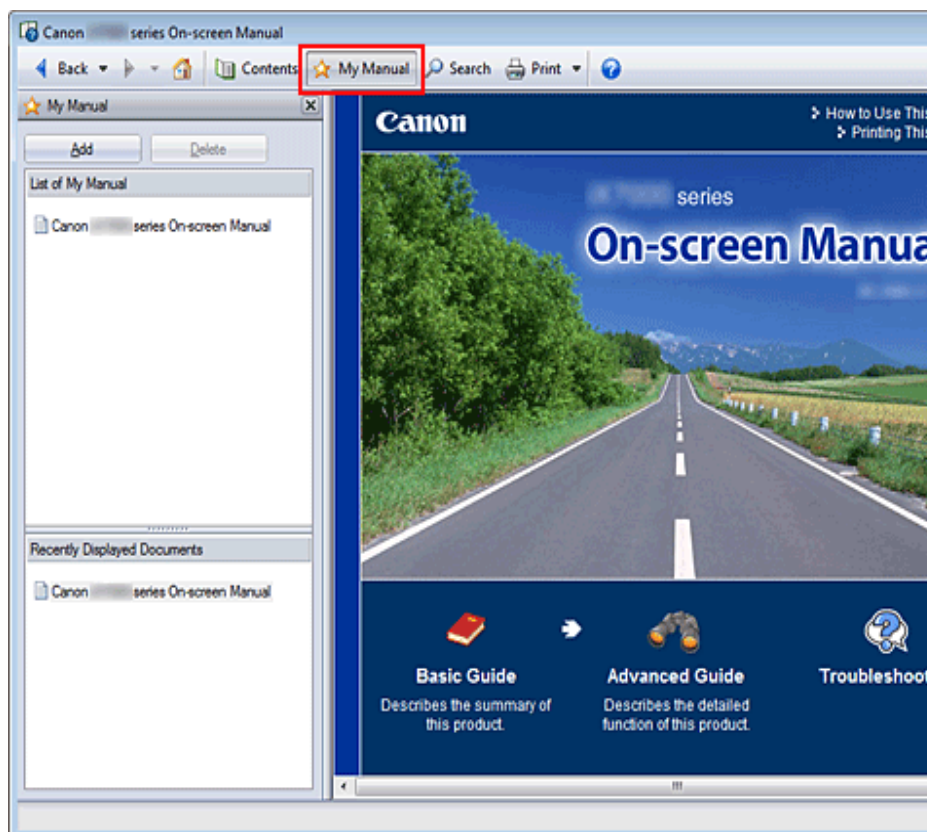 Canon series On-screen Manual
Back Contents My Manual Search Print
My Manual
Add Delete
List of My Manual
Canon series On-screen Manual
Recently Displayed Documents
Canon series On-screen Manual
Canon
How to Use This
Printing This
series
On-screen Manua
Basic Guide
Describes the summary of
this product.
Advanced Guide
Describes the detailed
function of this product.
Troubleshoot